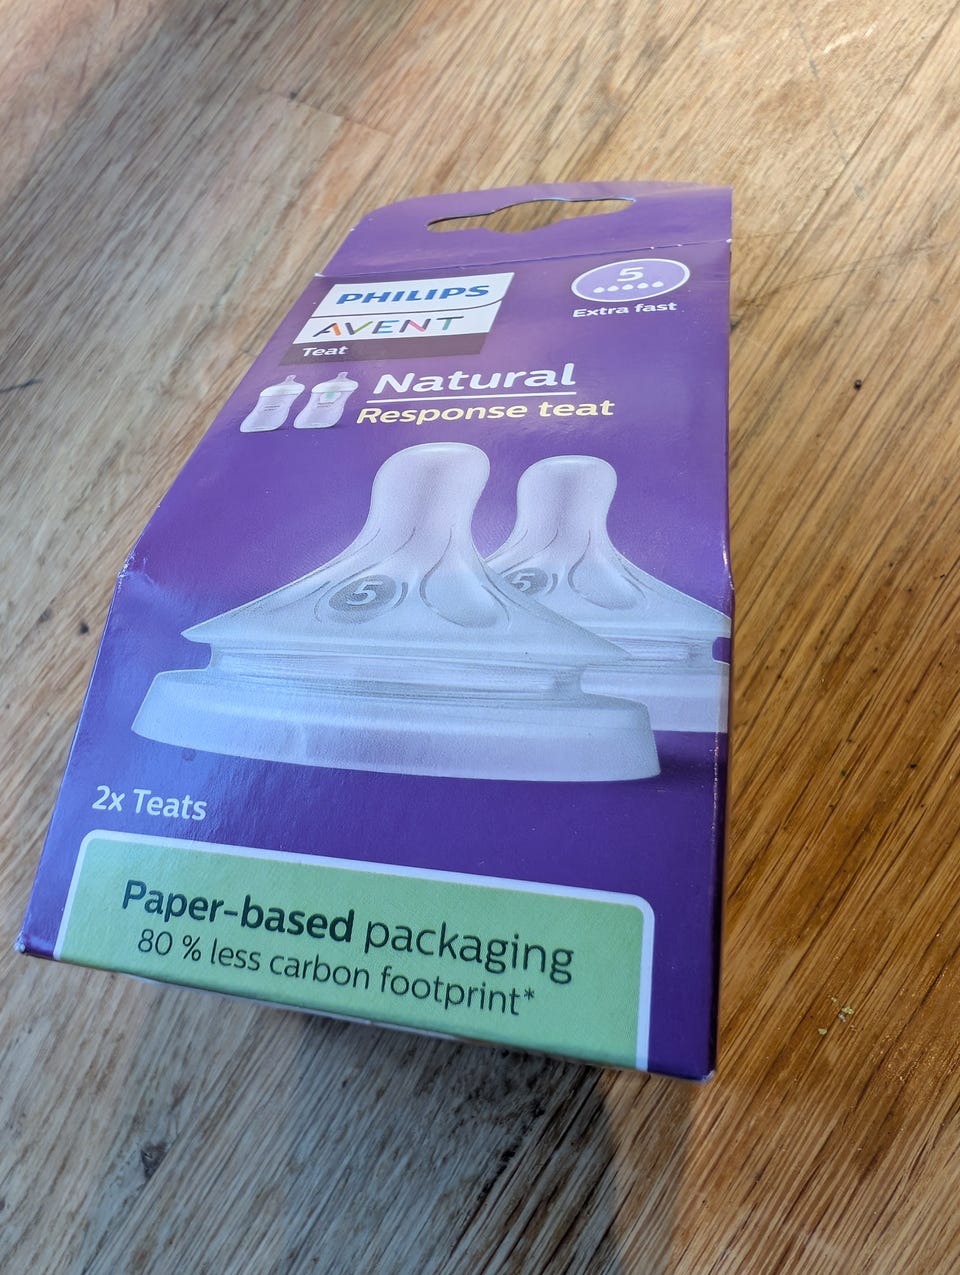 PHILIPS
AVENT
Teat
5
Extra fast
Natural
Response teat
5
5
2x Teats
Paper-based packaging
80 % less carbon footprint*